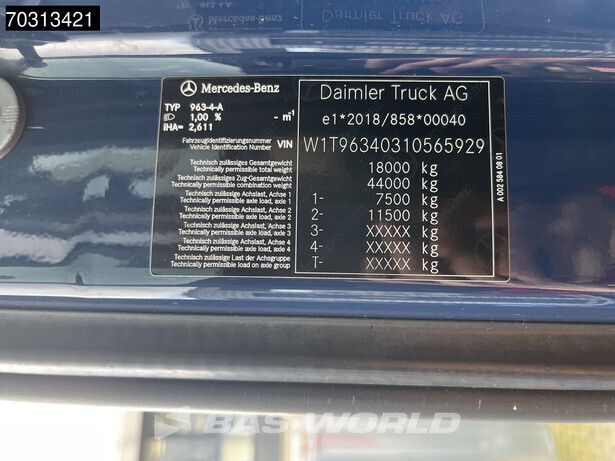 70313421
Mercedes-Benz
Daimler Truck AG
TYP 963-4-A
1,00 % - m⁻¹
e1*2018/858*00040
iHA= 2,611
Fahrzeugidentifizierungsnummer
Vehicle Identification Number VIN W1T96340310565929
Technisch zulässiges Gesamtgewicht
Technically permissible total weight 18000 kg
Technisch zulässiges Zug-Gesamtgewicht
Technically permissible combination weight 44000 kg
Technisch zulässige Achslast, Achse 1
Technically permissible axle load, axle 1 1- 7500 kg
Technisch zulässige Achslast, Achse 2
Technically permissible axle load, axle 2 2- 11500 kg
Technisch zulässige Achslast, Achse 3
Technically permissible axle load, axle 3 3- XXXXX kg
Technisch zulässige Achslast, Achse 4
Technically permissible axle load, axle 4 4- XXXXX kg
Technisch zulässige Last der Achsgruppe
Technically permissible load on axle group T- XXXXX kg
A 002 584 08 01
BAS WORLD